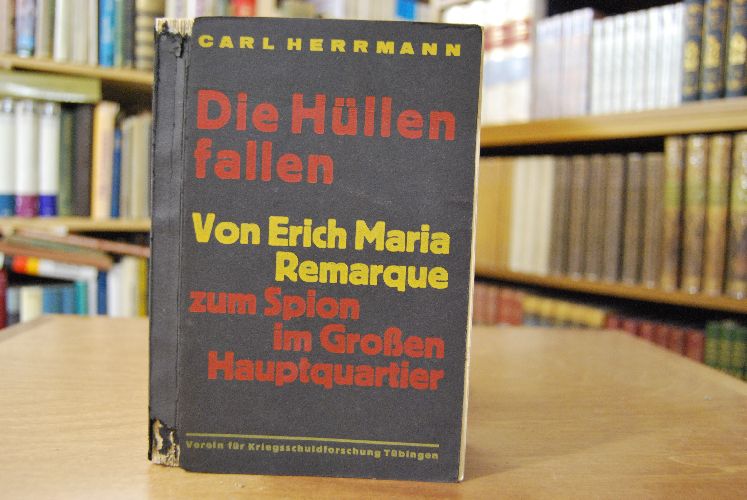 CARL HERRMANN
Die Hüllen
fallen
Von Erich Maria
Remarque
zum Spion
im Großen
Hauptquartier
Verein für Kriegsschuldforschung Tübingen